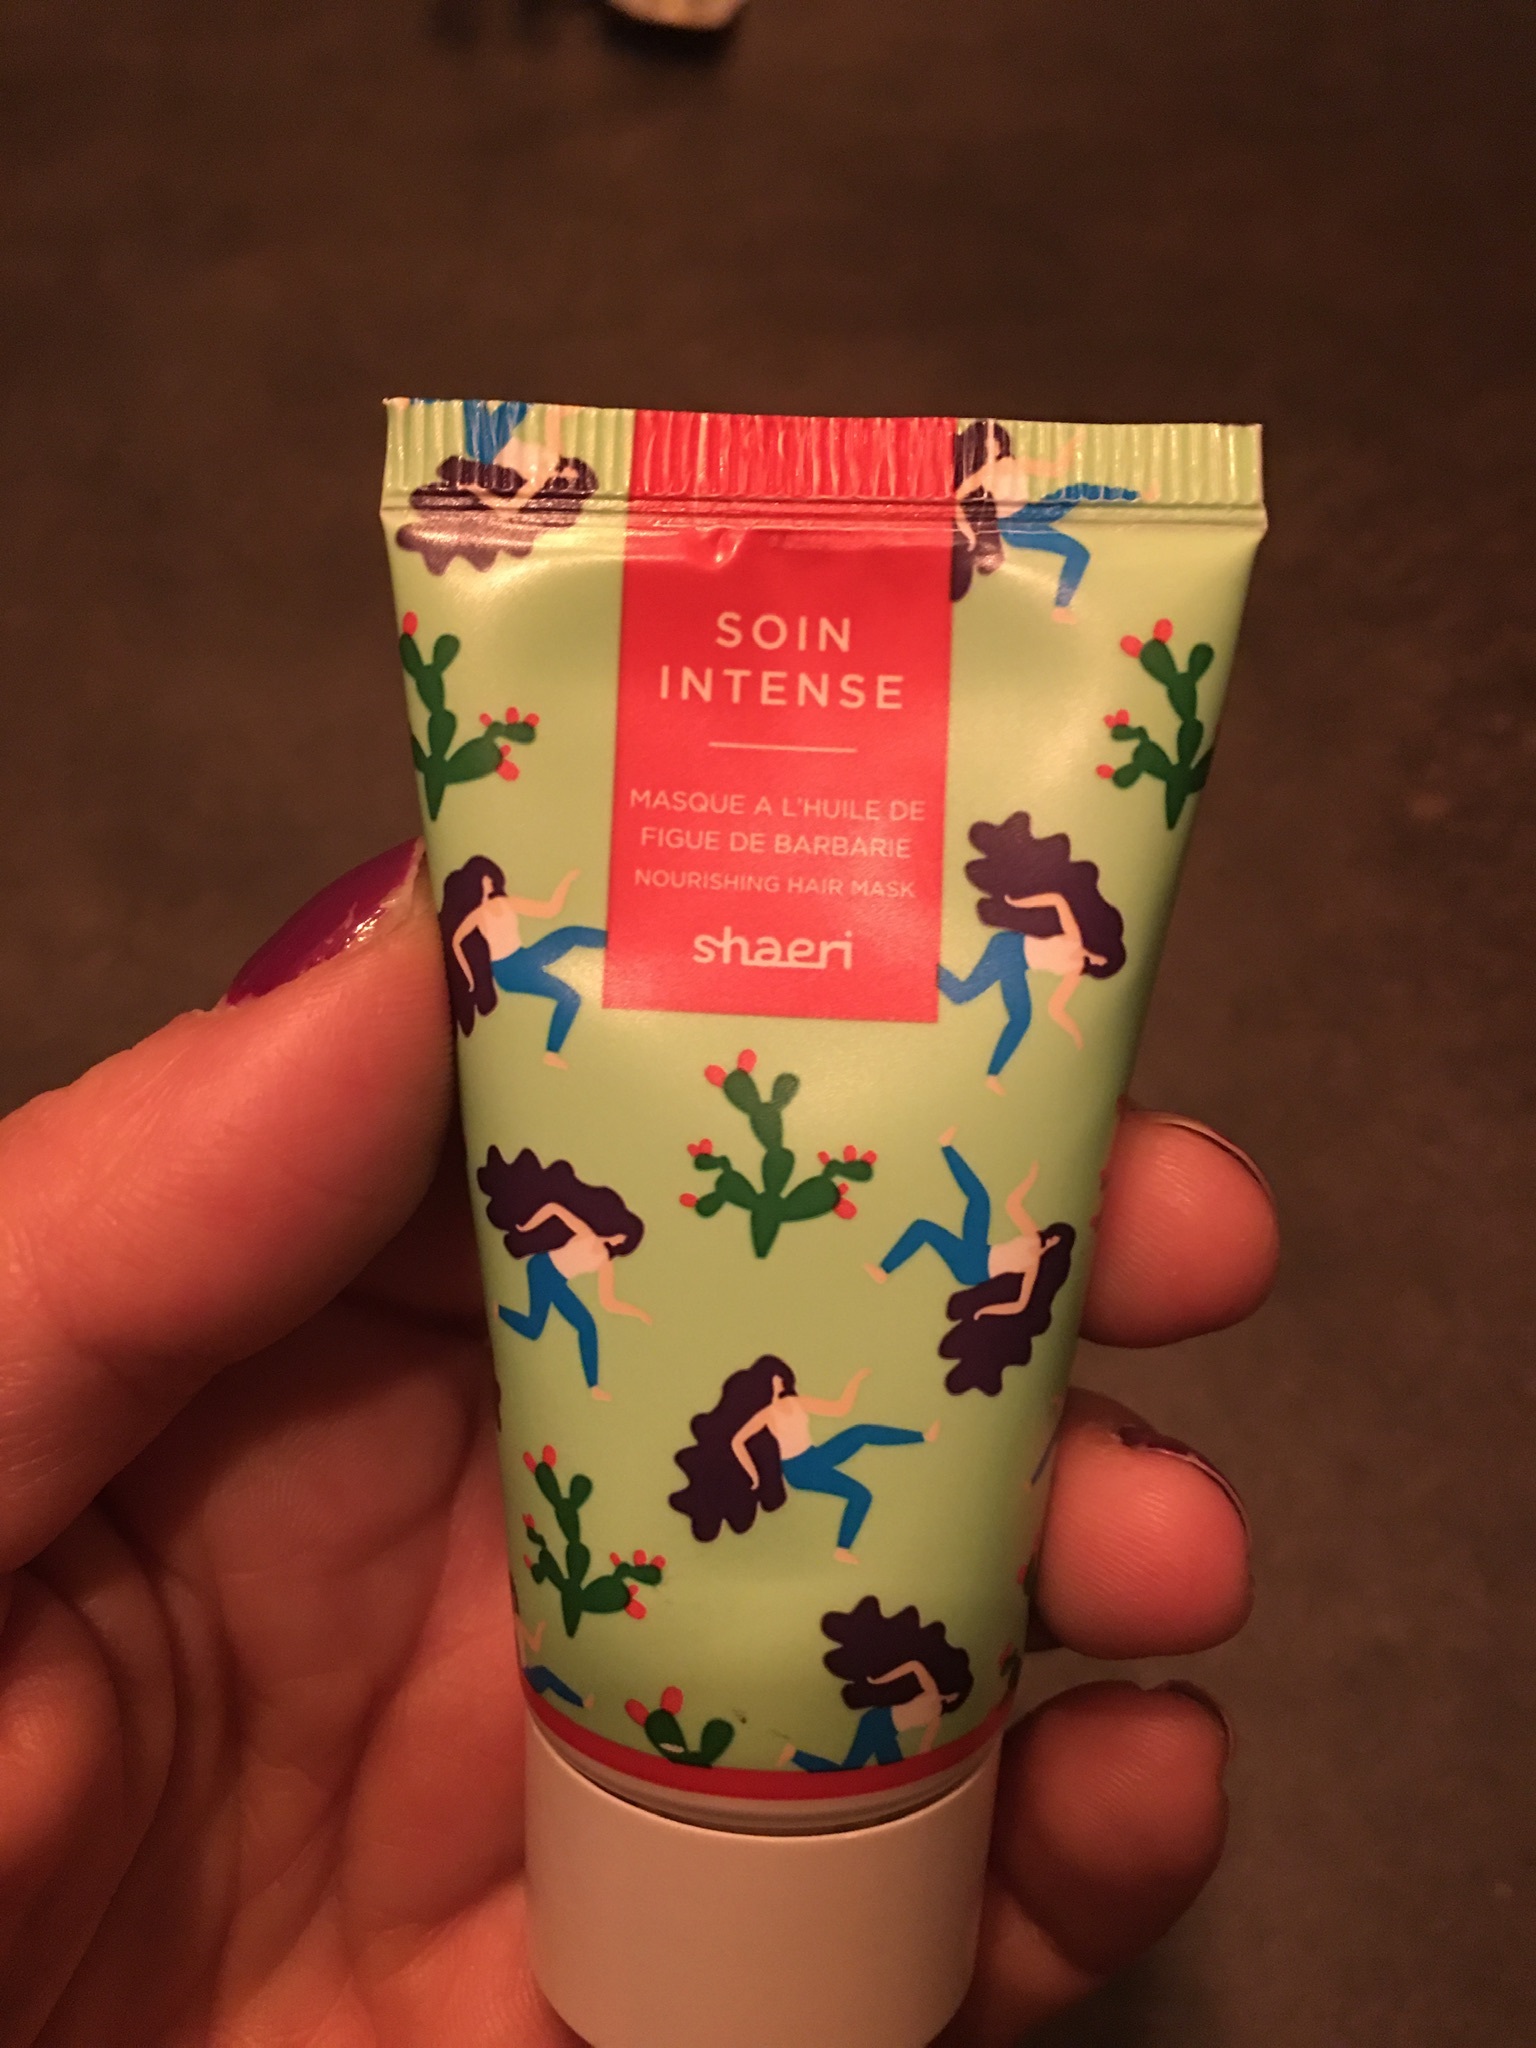 SOIN
INTENSE
MASQUE A L'HUILE DE
FIGUE DE BARBARIE
NOURISHING HAIR MASK
shaeri